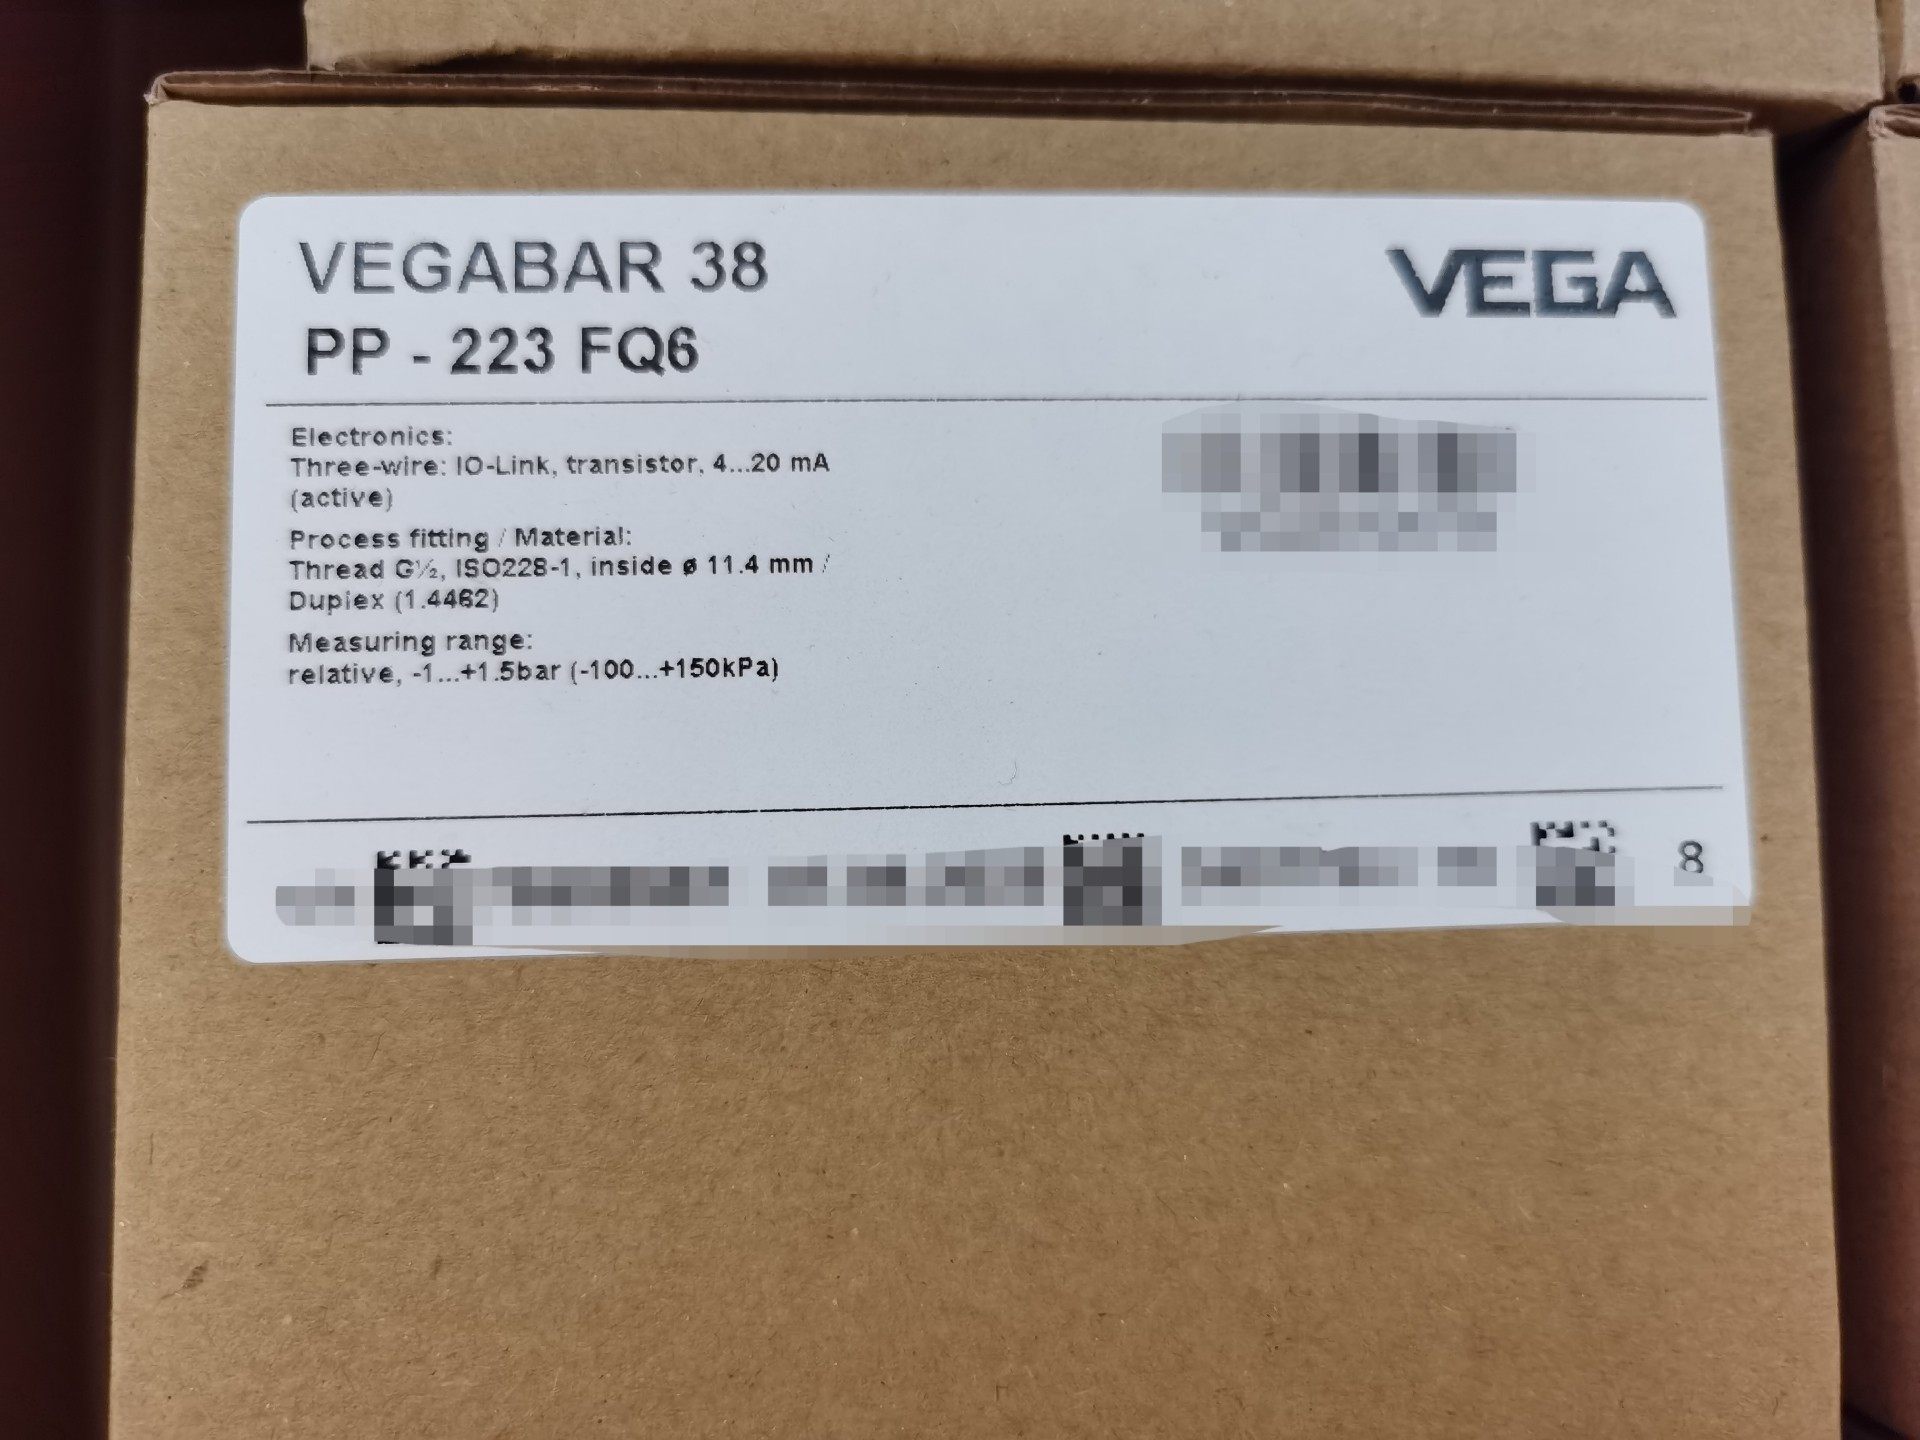 VEGABAR 38
VEGA
PP - 223 FQ6
Electronics:
Three-wire: IO-Link, transistor, 4...20 mA
(active)
Process fitting / Material:
Thread G½, ISO228-1, inside ø 11.4 mm /
Duplex (1.4462)
Measuring range:
relative, -1...+1.5bar (-100...+150kPa)
8